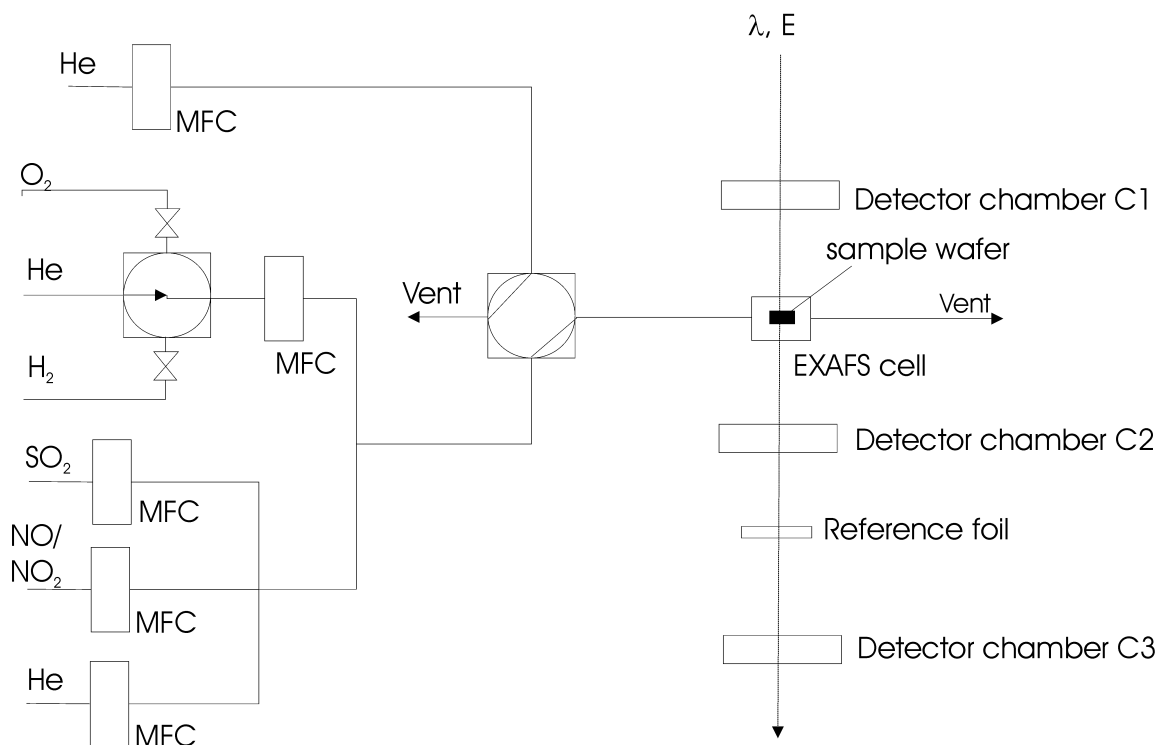 λ, E
He
MFC
O₂
Detector chamber C1
sample wafer
He
Vent
Vent
MFC
H₂
EXAFS cell
Detector chamber C2
SO₂
MFC
NO/
NO₂
Reference foil
MFC
Detector chamber C3
He
MFC